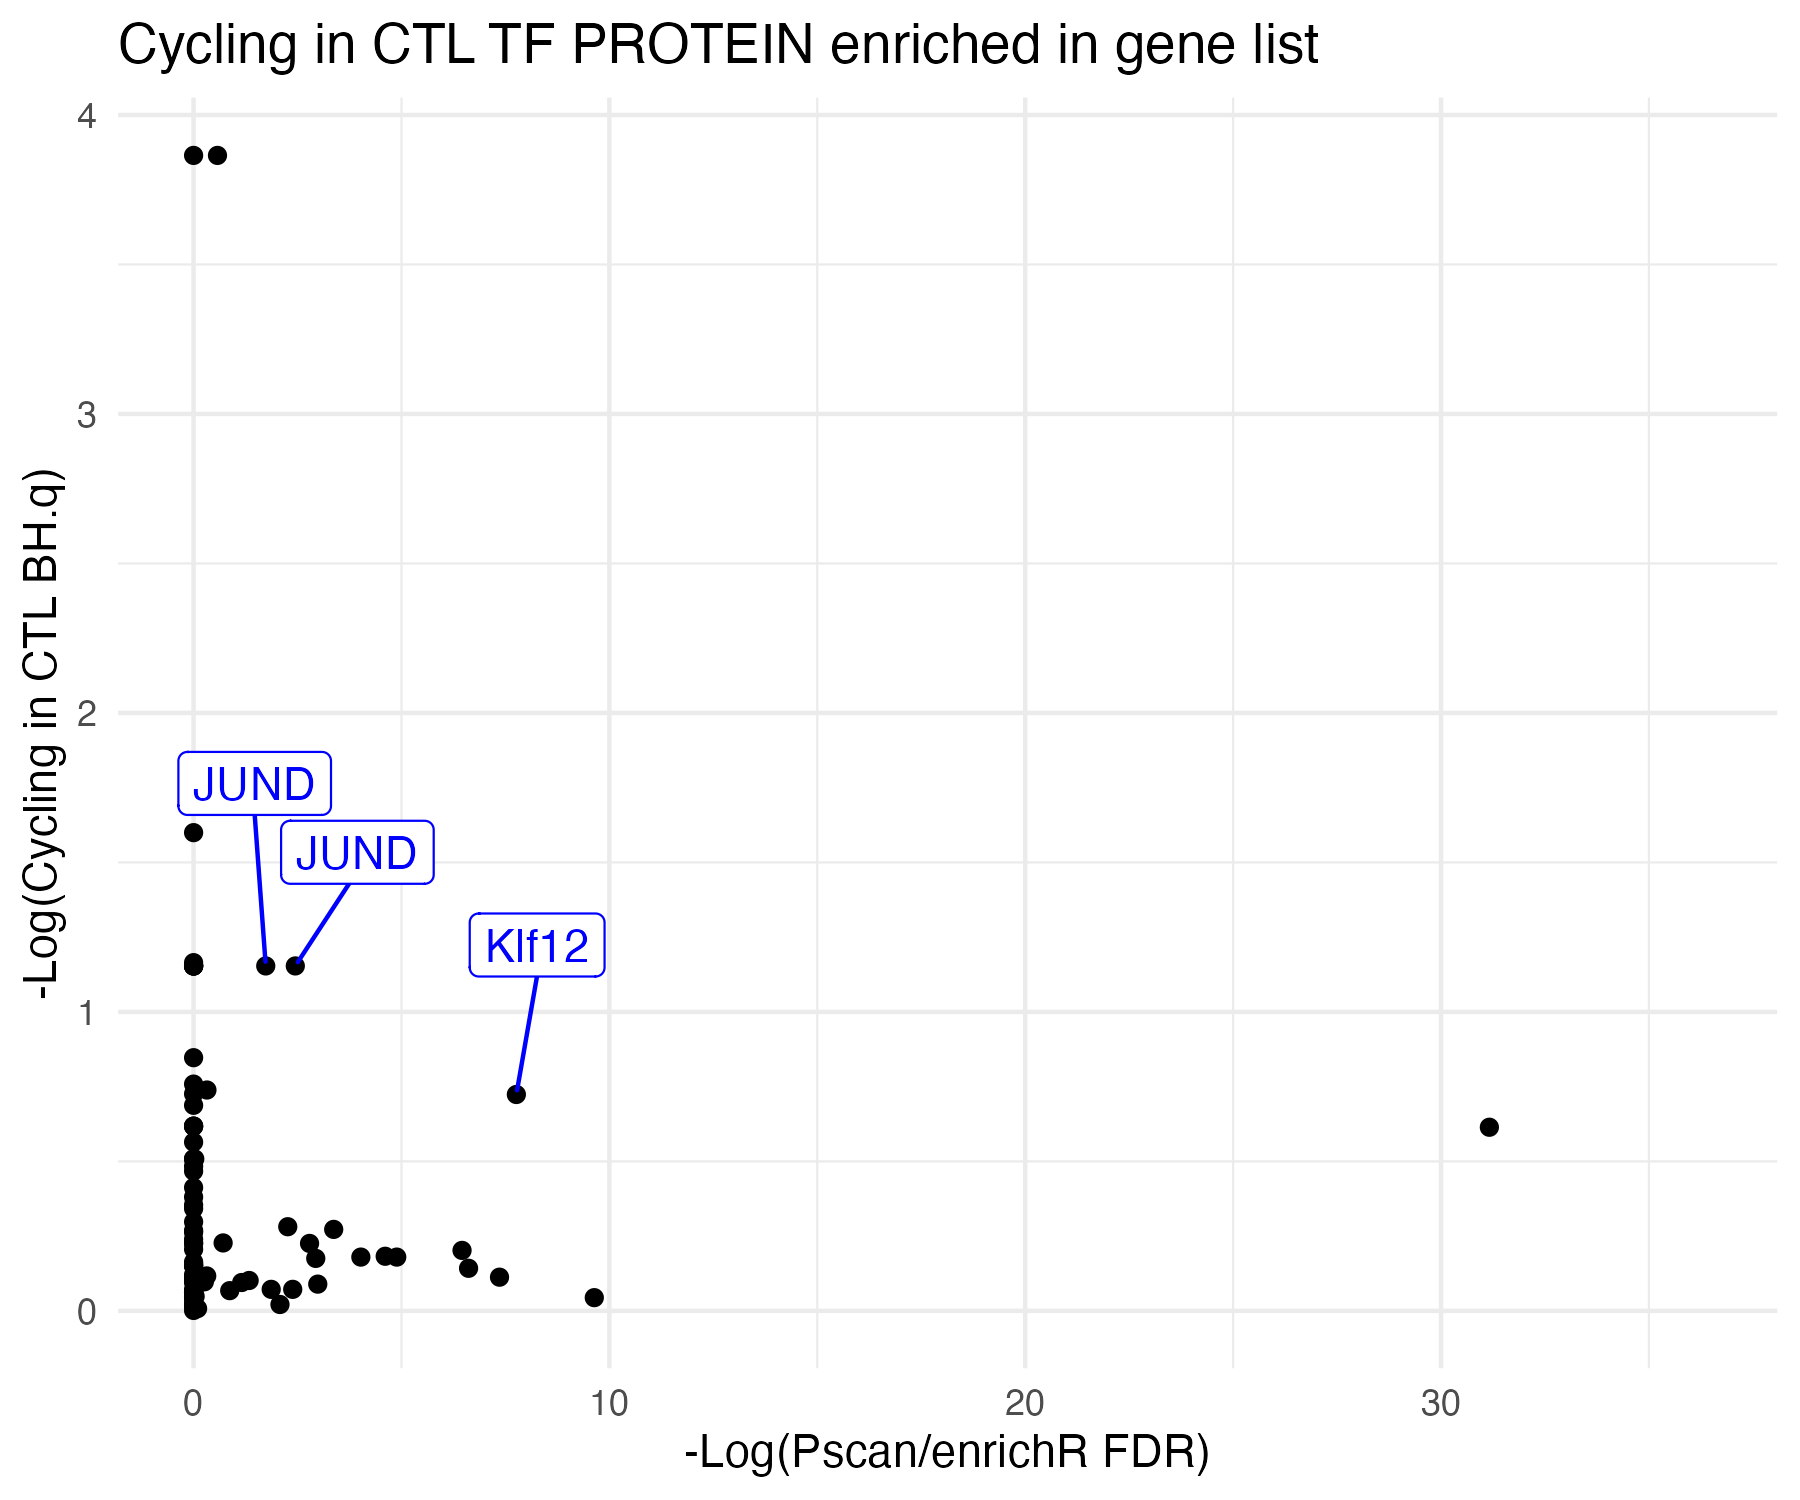 Cycling in CTL TF PROTEIN enriched in gene list
-Log(Cycling in CTL BH.q)
4
3
2
1
0
JUND
JUND
Klf12
0 10 20 30
-Log(Pscan/enrichR FDR)